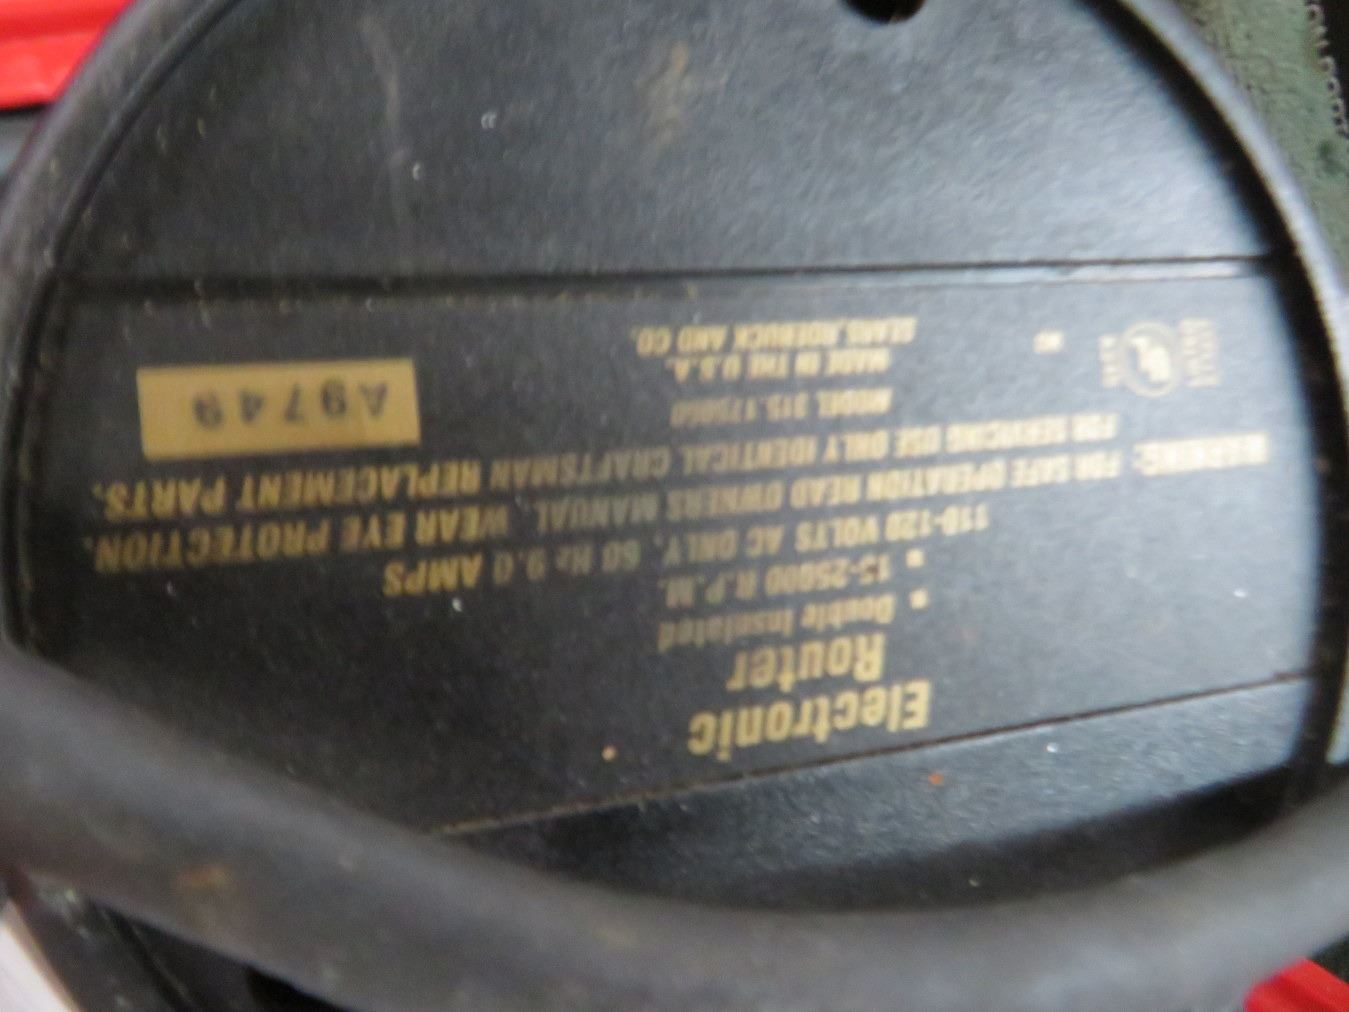 Electronic
Router
Double Insulated
15-25000 R.P.M.
110-120 VOLTS AC ONLY, 60 Hz 9.0 AMPS
WARNING: FOR SAFE OPERATION READ OWNERS MANUAL, WEAR EYE PROTECTION.
FOR SERVICING USE ONLY IDENTICAL CRAFTSMAN REPLACEMENT PARTS.
MODEL
A9749
MADE IN THE U.S.A.
SEARS, ROEBUCK AND CO.